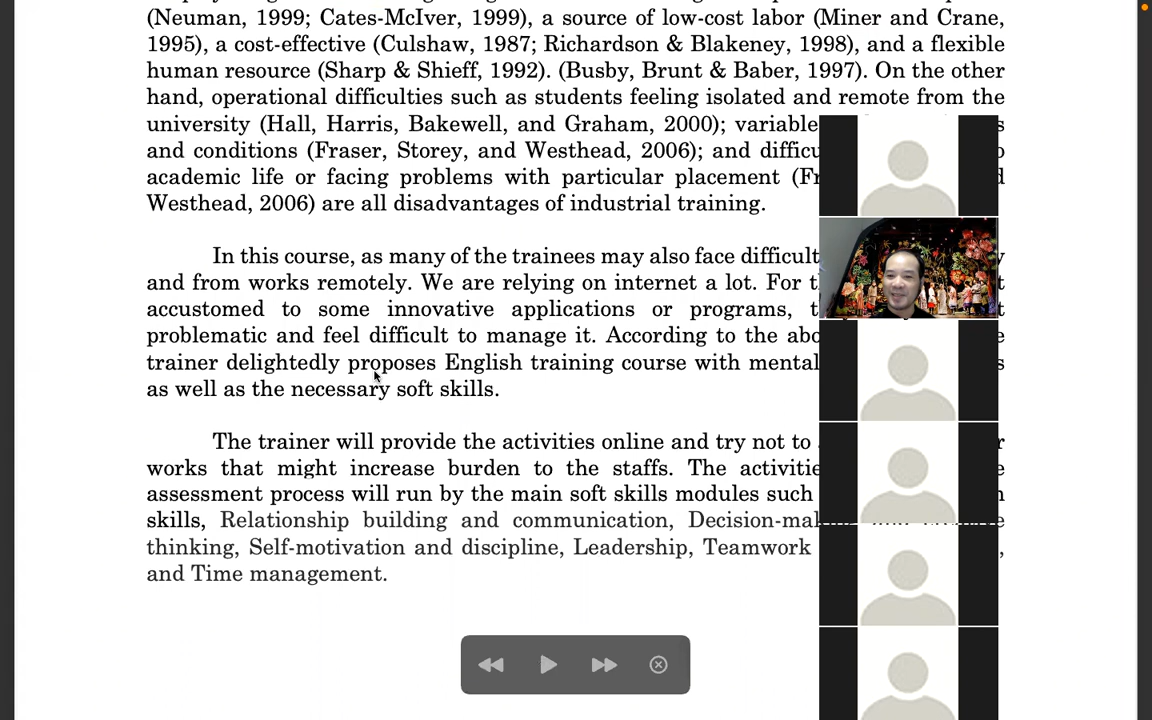 (Neuman, 1999; Cates-McIver, 1999), a source of low-cost labor (Miner and Crane,
1995), a cost-effective (Culshaw, 1987; Richardson & Blakeney, 1998), and a flexible
human resource (Sharp & Shieff, 1992). (Busby, Brunt & Baber, 1997). On the other
hand, operational difficulties such as students feeling isolated and remote from the
university (Hall, Harris, Bakewell, and Graham, 2000); variable
and conditions (Fraser, Storey, and Westhead, 2006); and
academic life or facing problems with particular placement
Westhead, 2006) are all disadvantages of industrial training.
In this course, as many of the trainees may also face
and from works remotely. We are relying on internet a lot. For
accustomed to some innovative applications or programs,
problematic and feel difficult to manage it. According to the
trainer delightedly proposes English training course with mental
as well as the necessary soft skills.
The trainer will provide the activities online and try not to
works that might increase burden to the staffs. The
assessment process will run by the main soft skills modules such
skills, Relationship building and communication,
thinking, Self-motivation and discipline, Leadership, Teamwork
and Time management.